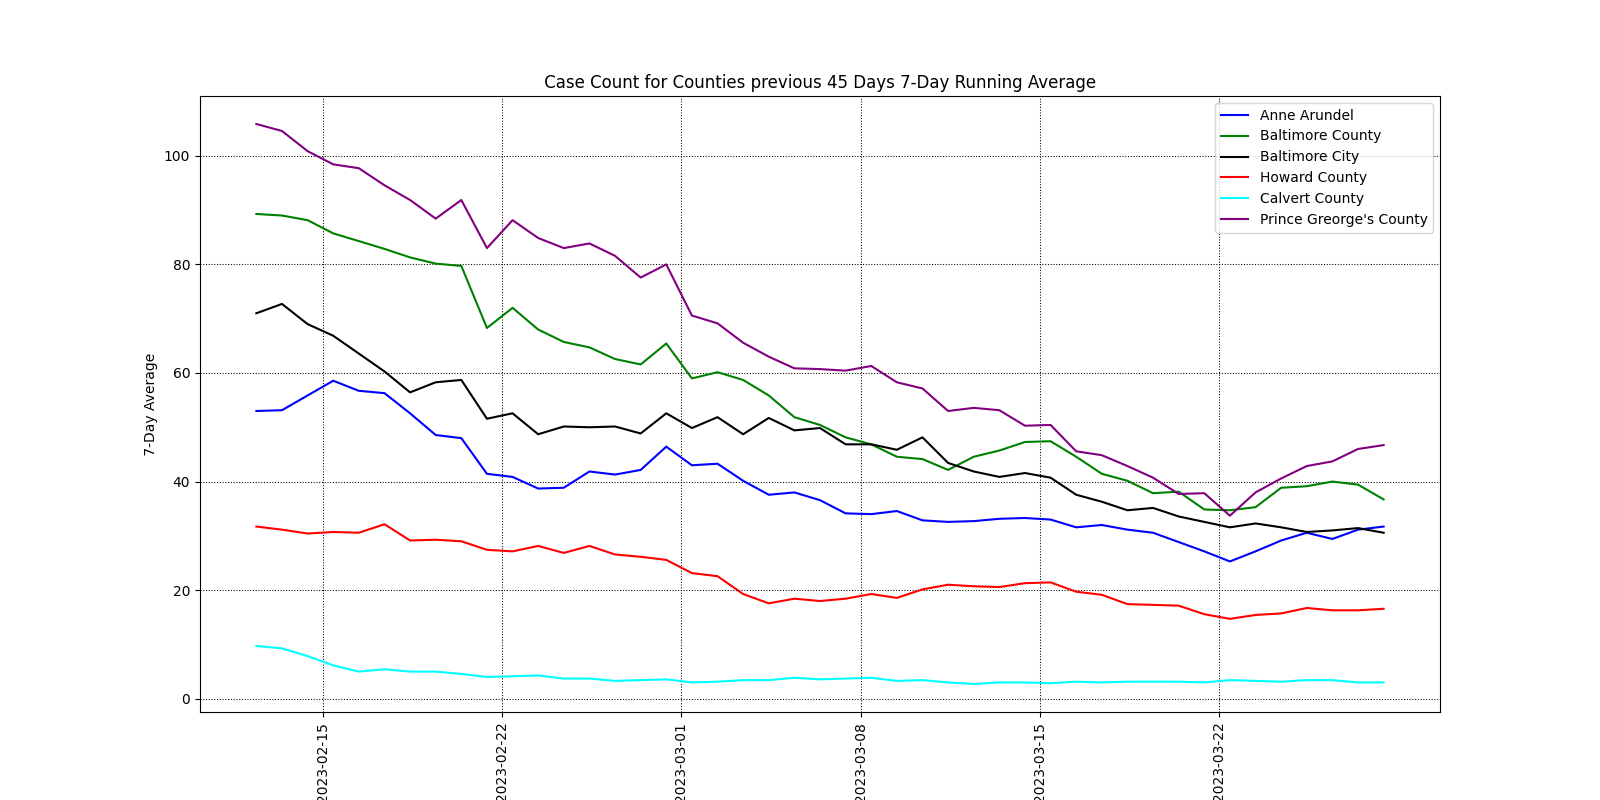 Case Count for Counties previous 45 Days 7-Day Running Average
Anne Arundel
Baltimore County
Baltimore City
Howard County
Calvert County
Prince Greorge's County
7-Day Average
100
80
60
40
20
0
2023-02-15
2023-02-22
2023-03-01
2023-03-08
2023-03-15
2023-03-22